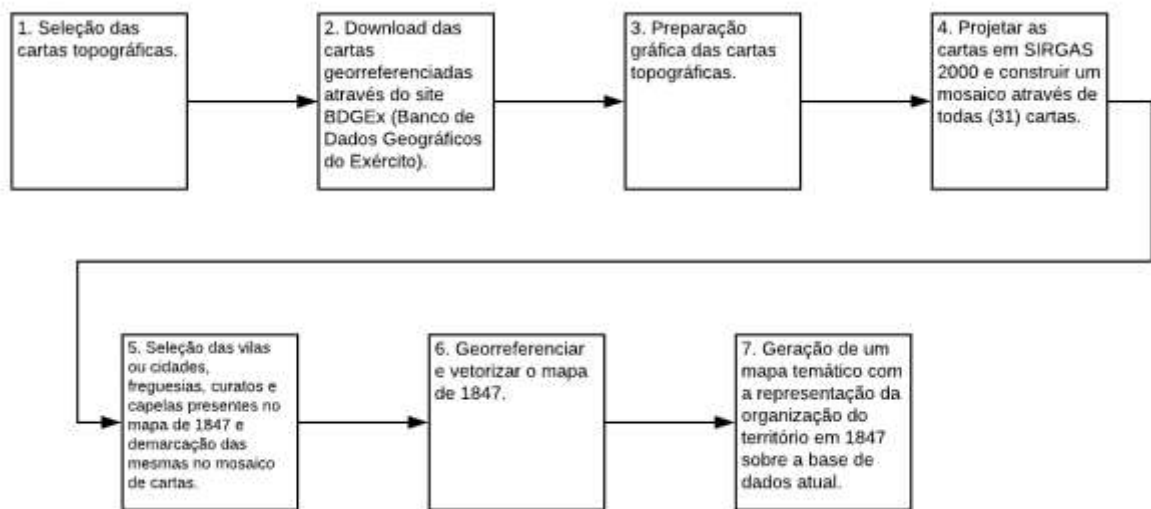 1. Seleção das
cartas topográficas.
2. Download das
cartas
georreferenciadas
através do site
BDGEx (Banco de
Dados Geográficos
do Exército).
3. Preparação
gráfica das cartas
topográficas.
4. Projetar as
cartas em SIRGAS
2000 e construir um
mosaico através de
todas (31) cartas.
5. Seleção das vilas
ou cidades,
freguesias, curatos e
capelas presentes no
mapa de 1847 e
demarcação das
mesmas no mosaico
de cartas.
6. Georreferenciar
e vetorizar o mapa
de 1847.
7. Geração de um
mapa temático com
a representação da
organização do
território em 1847
sobre a base de
dados atual.